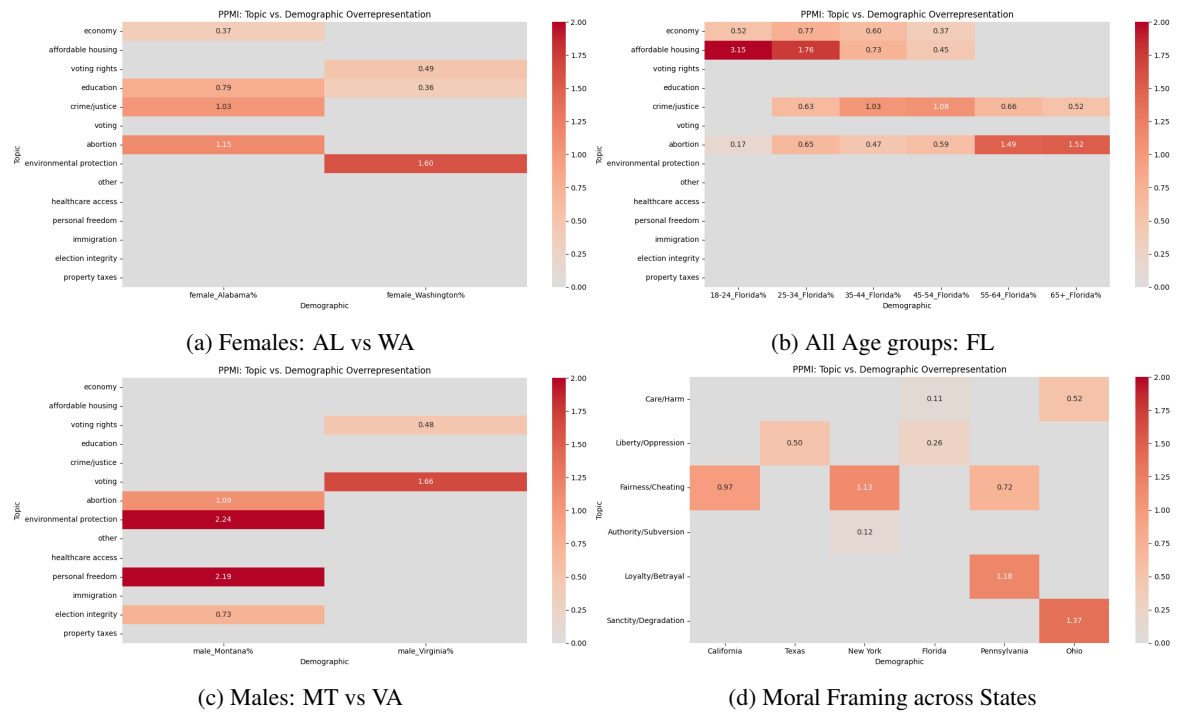 PPMI: Topic vs. Demographic Overrepresentation
economy
affordable housing
voting rights
education
crime/justice
voting
abortion
environmental protection
other
healthcare access
personal freedom
immigration
election integrity
property taxes
Topic
0.37
0.49
0.79 0.36
1.03
1.15
1.60
female_Alabama% female_Washington%
Demographic
2.00
1.75
1.50
1.25
1.00
0.75
0.50
0.25
0.00
(a) Females: AL vs WA
PPMI: Topic vs. Demographic Overrepresentation
economy
affordable housing
voting rights
education
crime/justice
voting
abortion
environmental protection
other
healthcare access
personal freedom
immigration
election integrity
property taxes
Topic
0.52 0.77 0.60 0.37
3.15 1.76 0.73 0.45
0.63 1.03 1.08 0.66 0.52
0.17 0.65 0.47 0.59 1.49 1.52
18-24_Florida% 25-34_Florida% 35-44_Florida% 45-54_Florida% 55-64_Florida% 65+_Florida%
Demographic
2.00
1.75
1.50
1.25
1.00
0.75
0.50
0.25
0.00
(b) All Age groups: FL
PPMI: Topic vs. Demographic Overrepresentation
economy
affordable housing
voting rights
education
crime/justice
voting
abortion
environmental protection
other
healthcare access
personal freedom
immigration
election integrity
property taxes
Topic
0.48
1.66
1.09
2.24
2.19
0.73
male_Montana% male_Virginia%
Demographic
2.00
1.75
1.50
1.25
1.00
0.75
0.50
0.25
0.00
(c) Males: MT vs VA
PPMI: Topic vs. Demographic Overrepresentation
Care/Harm
Liberty/Oppression
Fairness/Cheating
Authority/Subversion
Loyalty/Betrayal
Sanctity/Degradation
Topic
0.11 0.52
0.50 0.26
0.97 1.13 0.72
0.12
1.18
1.37
California Texas New York Florida Pennsylvania Ohio
Demographic
2.00
1.75
1.50
1.25
1.00
0.75
0.50
0.25
0.00
(d) Moral Framing across States